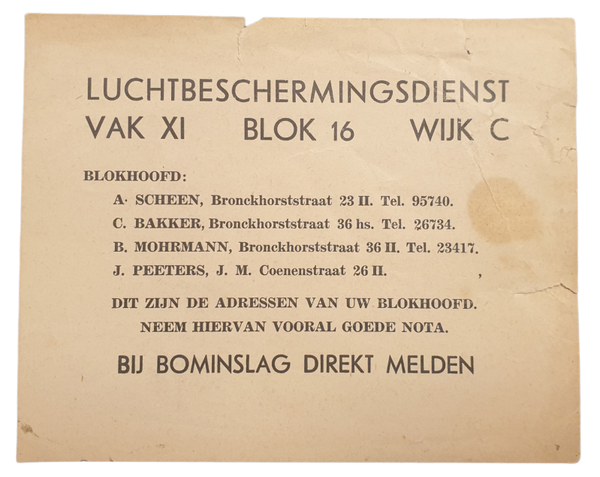 LUCHTBESCHERMINGSDIENST
VAK XI BLOK 16 WIJK C
BLOKHOOFD:
A. SCHEEN, Bronckhorststraat 23 II. Tel. 95740.
C. BAKKER, Bronckhorststraat 36 hs. Tel. 26734.
B. MOHRMANN, Bronckhorststraat 36 II. Tel. 23417.
J. PEETERS, J. M. Coenenstraat 26 II.
DIT ZIJN DE ADRESSEN VAN UW BLOKHOOFD.
NEEM HIERVAN VOORAL GOEDE NOTA.
BIJ BOMINSLAG DIREKT MELDEN